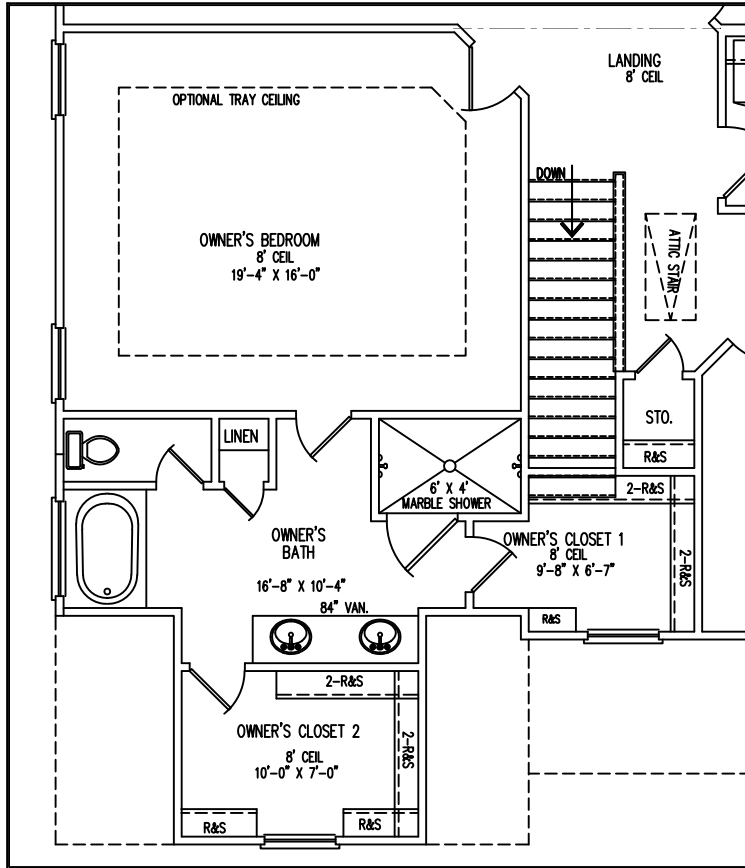 LANDING
8' CEIL
OPTIONAL TRAY CEILING
DOWN
OWNER'S BEDROOM
8' CEIL
19'-4" X 16'-0"
ATTIC STAIR
STO.
R&S
LINEN
6' X 4'
MARBLE SHOWER
2-R&S
OWNER'S CLOSET 1
8' CEIL
9'-8" X 6'-7"
2-R&S
R&S
OWNER'S
BATH
16'-8" X 10'-4"
84" VAN.
2-R&S
OWNER'S CLOSET 2
8' CEIL
10'-0" X 7'-0"
2-R&S
R&S
R&S